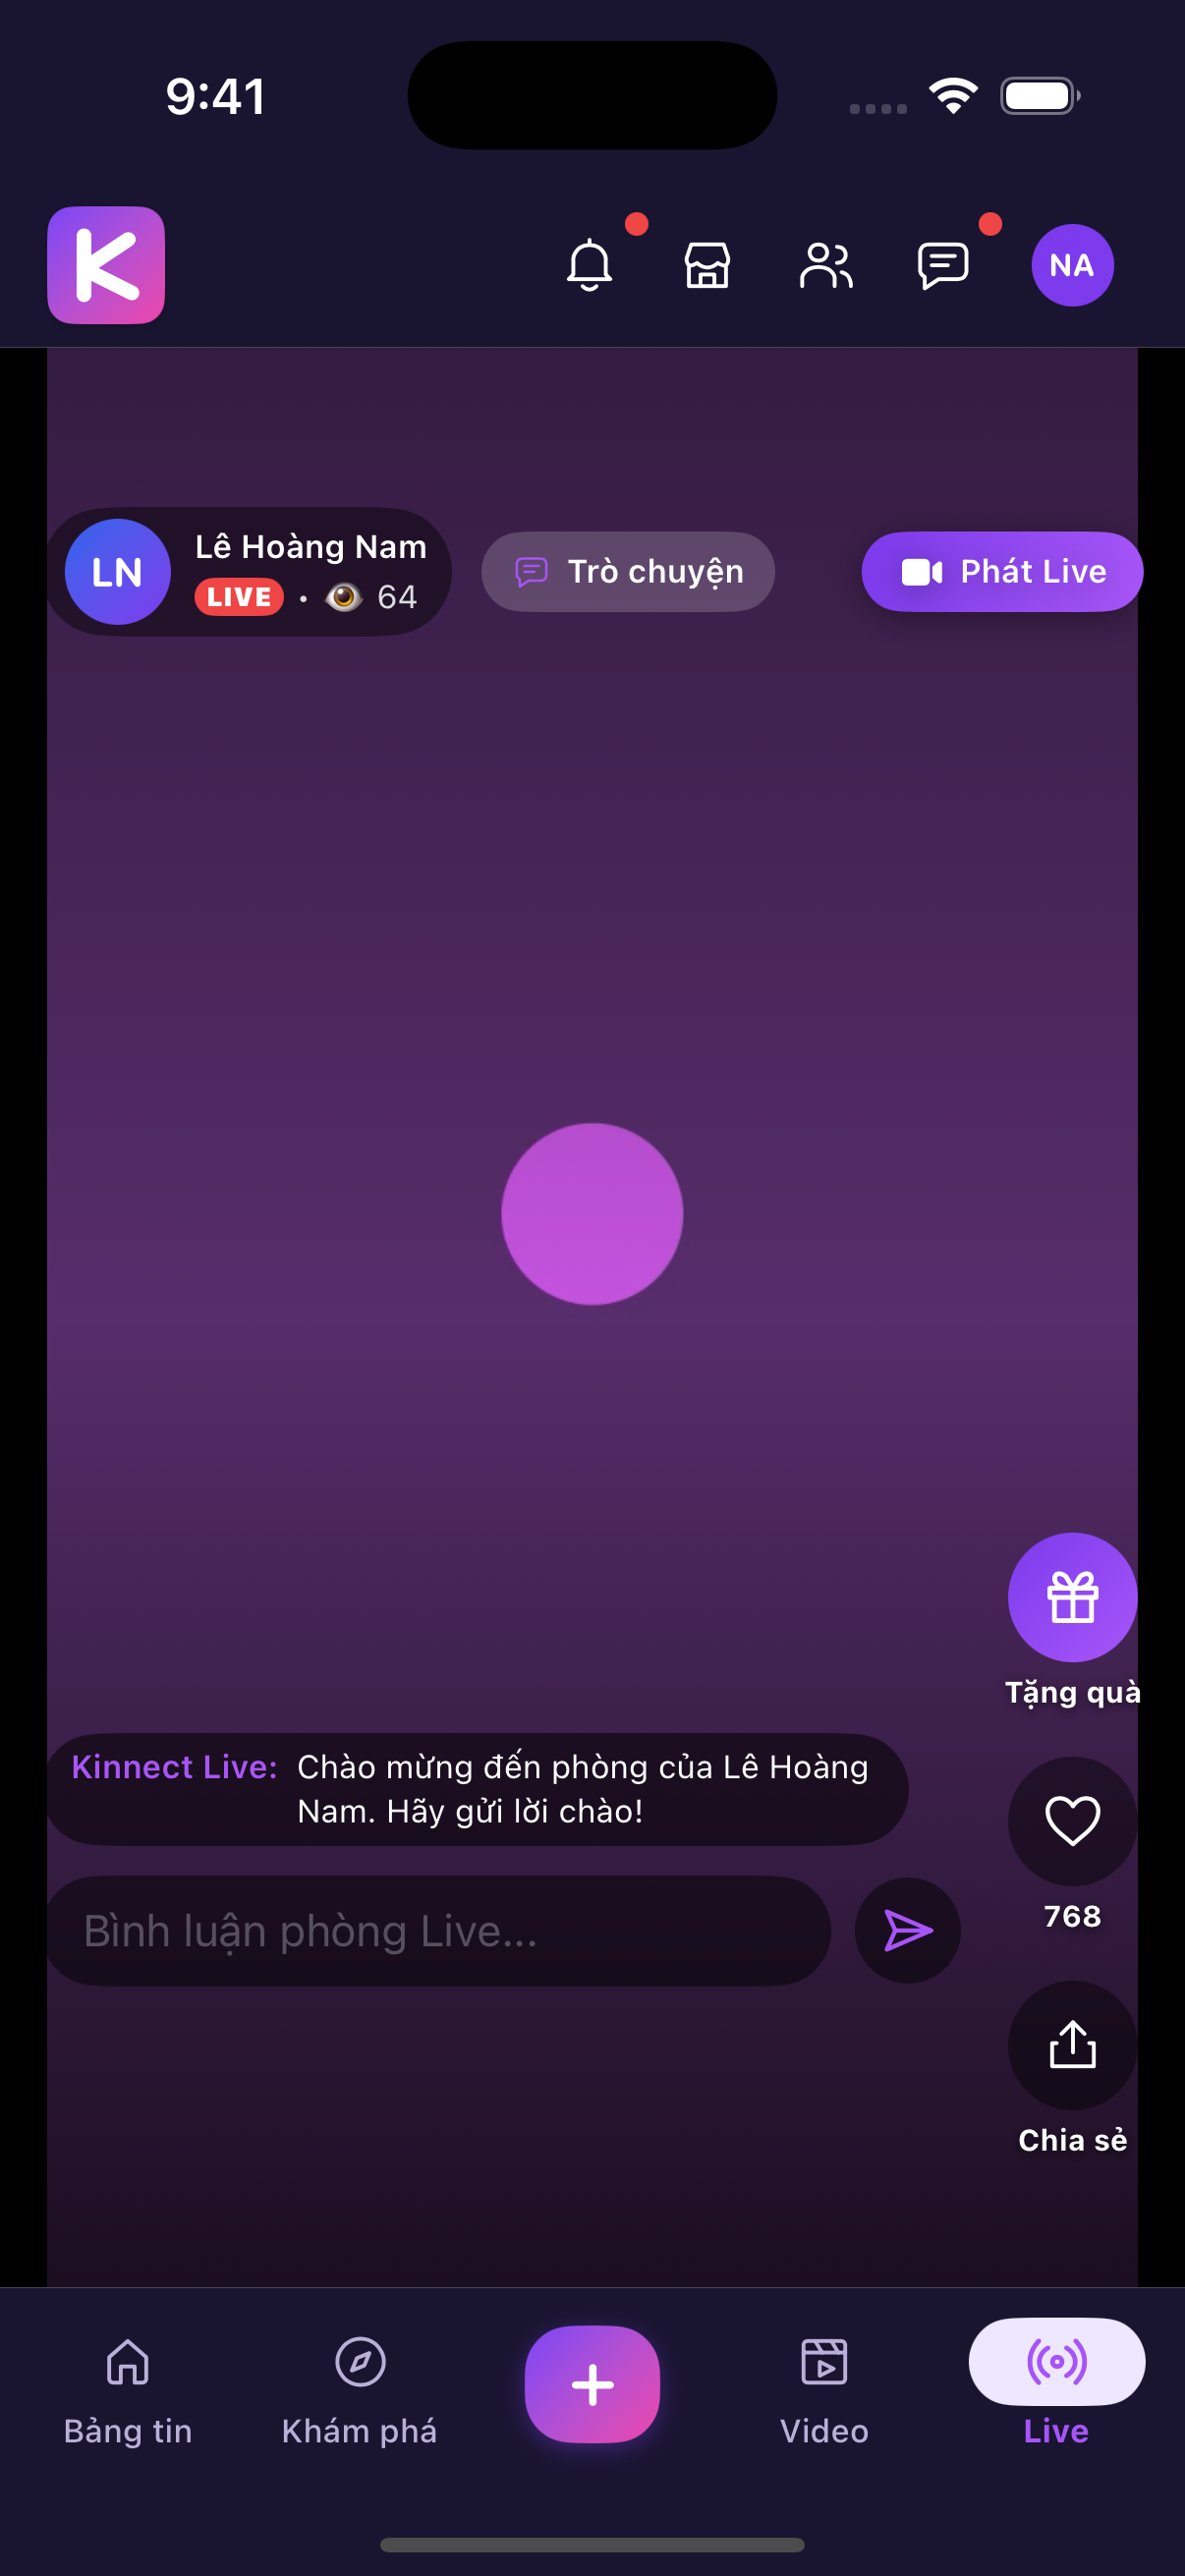 9:41
K
NA
LN
Lê Hoàng Nam
LIVE • 64
Trò chuyện
Phát Live
Tặng quà
Kinnect Live: Chào mừng đến phòng của Lê Hoàng
Nam. Hãy gửi lời chào!
768
Bình luận phòng Live...
Chia sẻ
Bảng tin
Khám phá
Video
Live